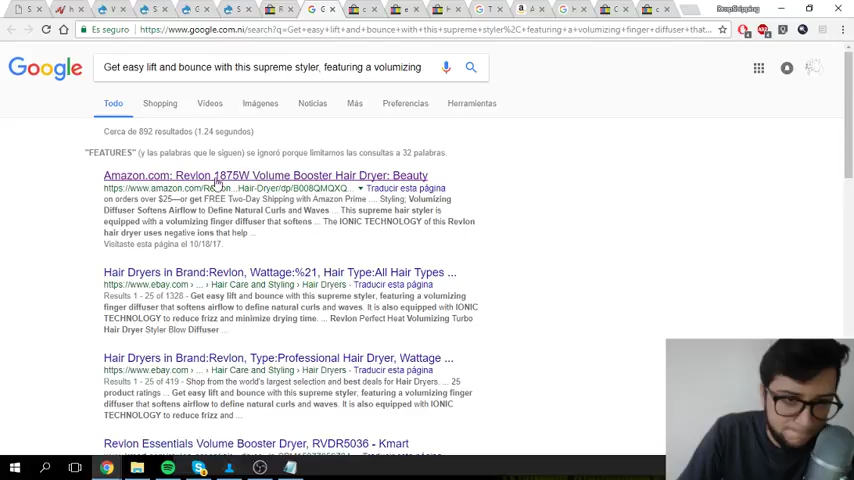 DropShipping
Es seguro
https://www.google.com.ni/search?q=Get+easy+lift+and+bounce+with+this+supreme+styler%2C+featuring+a+volumizing+finger+diffuser+that...
Google
Get easy lift and bounce with this supreme styler, featuring a volumizing
Todo
Shopping
Vídeos
Imágenes
Noticias
Más
Preferencias
Herramientas
Cerca de 892 resultados (1.24 segundos)
"FEATURES" (y las palabras que le siguen) se ignoró porque limitamos las consultas a 32 palabras.
Amazon.com: Revlon 1875W Volume Booster Hair Dryer: Beauty
https://www.amazon.com/R...Hair-Dryer/dp/B008QMQXQ... Traducir esta página
on orders over $25—or get FREE Two-Day Shipping with Amazon Prime .... Styling; Volumizing
Diffuser Softens Airflow to Define Natural Curls and Waves ... This supreme hair styler is
equipped with a volumizing finger diffuser that softens ... The IONIC TECHNOLOGY of this Revlon
hair dryer uses negative ions that help ...
Visitaste esta página el 10/18/17.
Hair Dryers in Brand:Revlon, Wattage:%21, Hair Type:All Hair Types ...
https://www.ebay.com › ... › Hair Care and Styling › Hair Dryers - Traducir esta página
Results 1 - 25 of 1328 - Get easy lift and bounce with this supreme styler, featuring a volumizing
finger diffuser that softens airflow to define natural curls and waves. It is also equipped with IONIC
TECHNOLOGY to reduce frizz and minimize drying time. ... Revlon Perfect Heat Volumizing Turbo
Hair Dryer Styler Blow Diffuser ...
Hair Dryers in Brand:Revlon, Type:Professional Hair Dryer, Wattage ...
https://www.ebay.com › ... › Hair Care and Styling › Hair Dryers - Traducir esta página
Results 1 - 25 of 419 - Shop from the world's largest selection and best deals for Hair Dryers. ... 25
product ratings ... Get easy lift and bounce with this supreme styler, featuring a volumizing finger
diffuser that softens airflow to define natural curls and waves. It is also equipped with IONIC
TECHNOLOGY to reduce frizz and ...
Revlon Essentials Volume Booster Dryer, RVDR5036 - Kmart